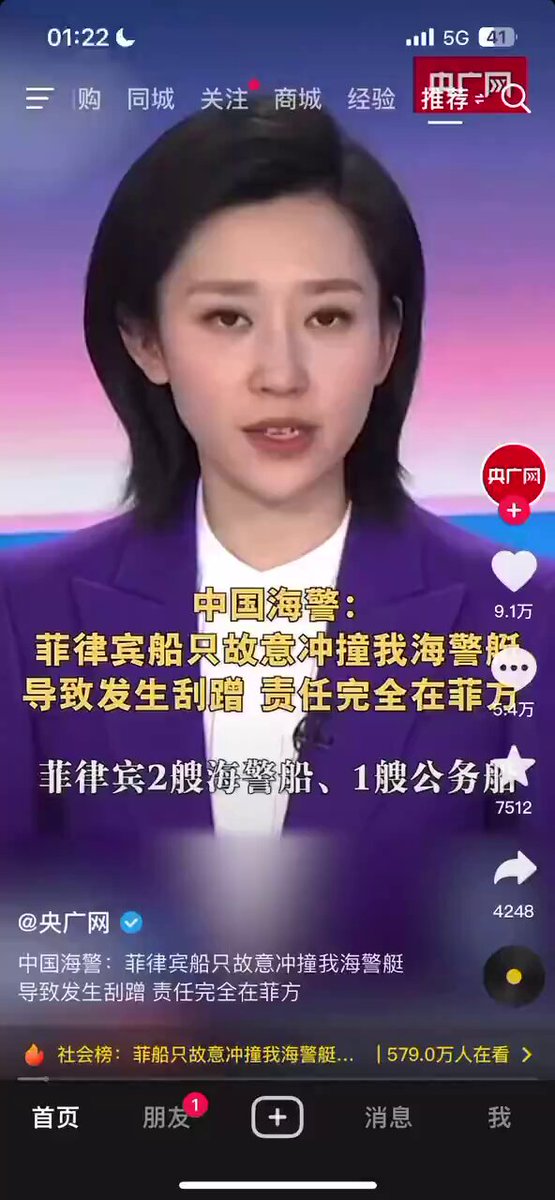 01:22
5G
41
购
同城
关注
商城
经验
推荐
央广网
央广网
9.1万
中国海警：
菲律宾船只故意冲撞我海警艇
导致发生刮蹭 责任完全在菲方
5.4万
菲律宾2艘海警船、1艘公务船
7512
4248
@央广网
中国海警：菲律宾船只故意冲撞我海警艇
导致发生刮蹭 责任完全在菲方
社会榜：菲船只故意冲撞我海警艇... | 579.0万人在看
首页
朋友
1
消息
我